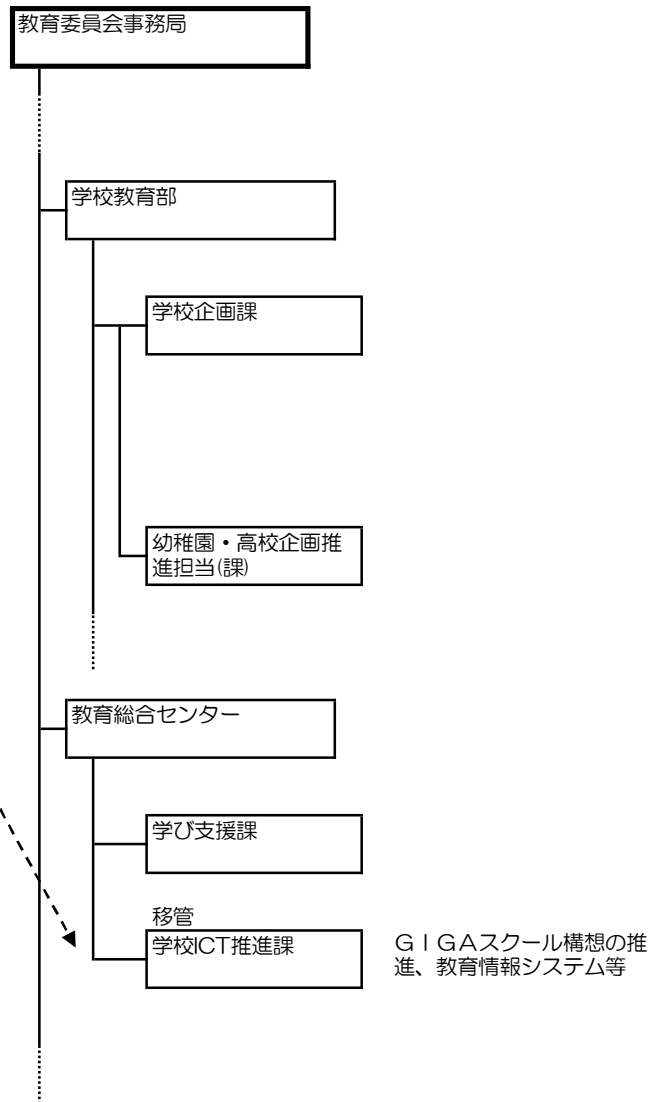 教育委員会事務局
学校教育部
学校企画課
幼稚園・高校企画推
進担当(課)
教育総合センター
学び支援課
移管
学校ICT推進課
ＧＩＧＡスクール構想の推
進、教育情報システム等